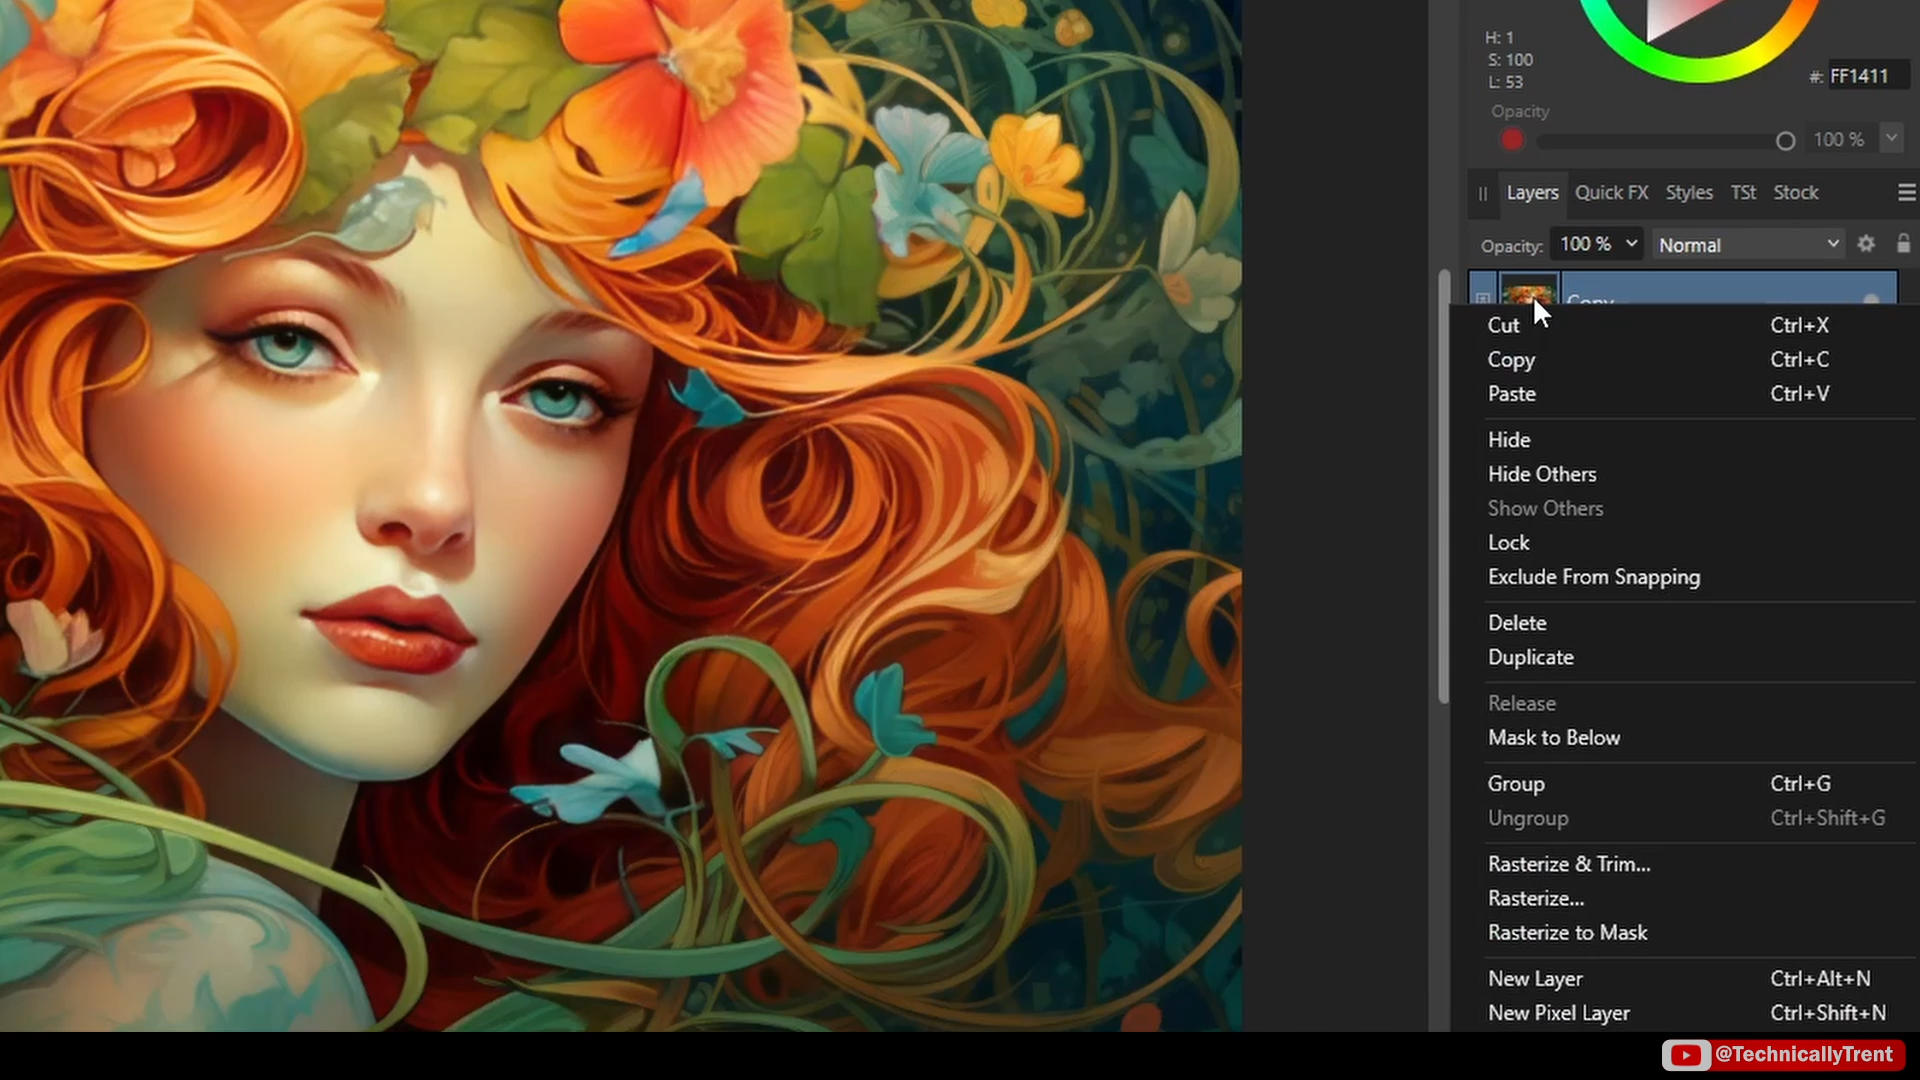 H: 1
S: 100
L: 53
#: FF1411
Opacity
100 %
Layers Quick FX Styles TSt Stock
Opacity: 100 % Normal
Copy
Cut Ctrl+X
Copy Ctrl+C
Paste Ctrl+V
Hide
Hide Others
Show Others
Lock
Exclude From Snapping
Delete
Duplicate
Release
Mask to Below
Group Ctrl+G
Ungroup Ctrl+Shift+G
Rasterize & Trim...
Rasterize...
Rasterize to Mask
New Layer Ctrl+Alt+N
New Pixel Layer Ctrl+Shift+N
@TechnicallyTrent